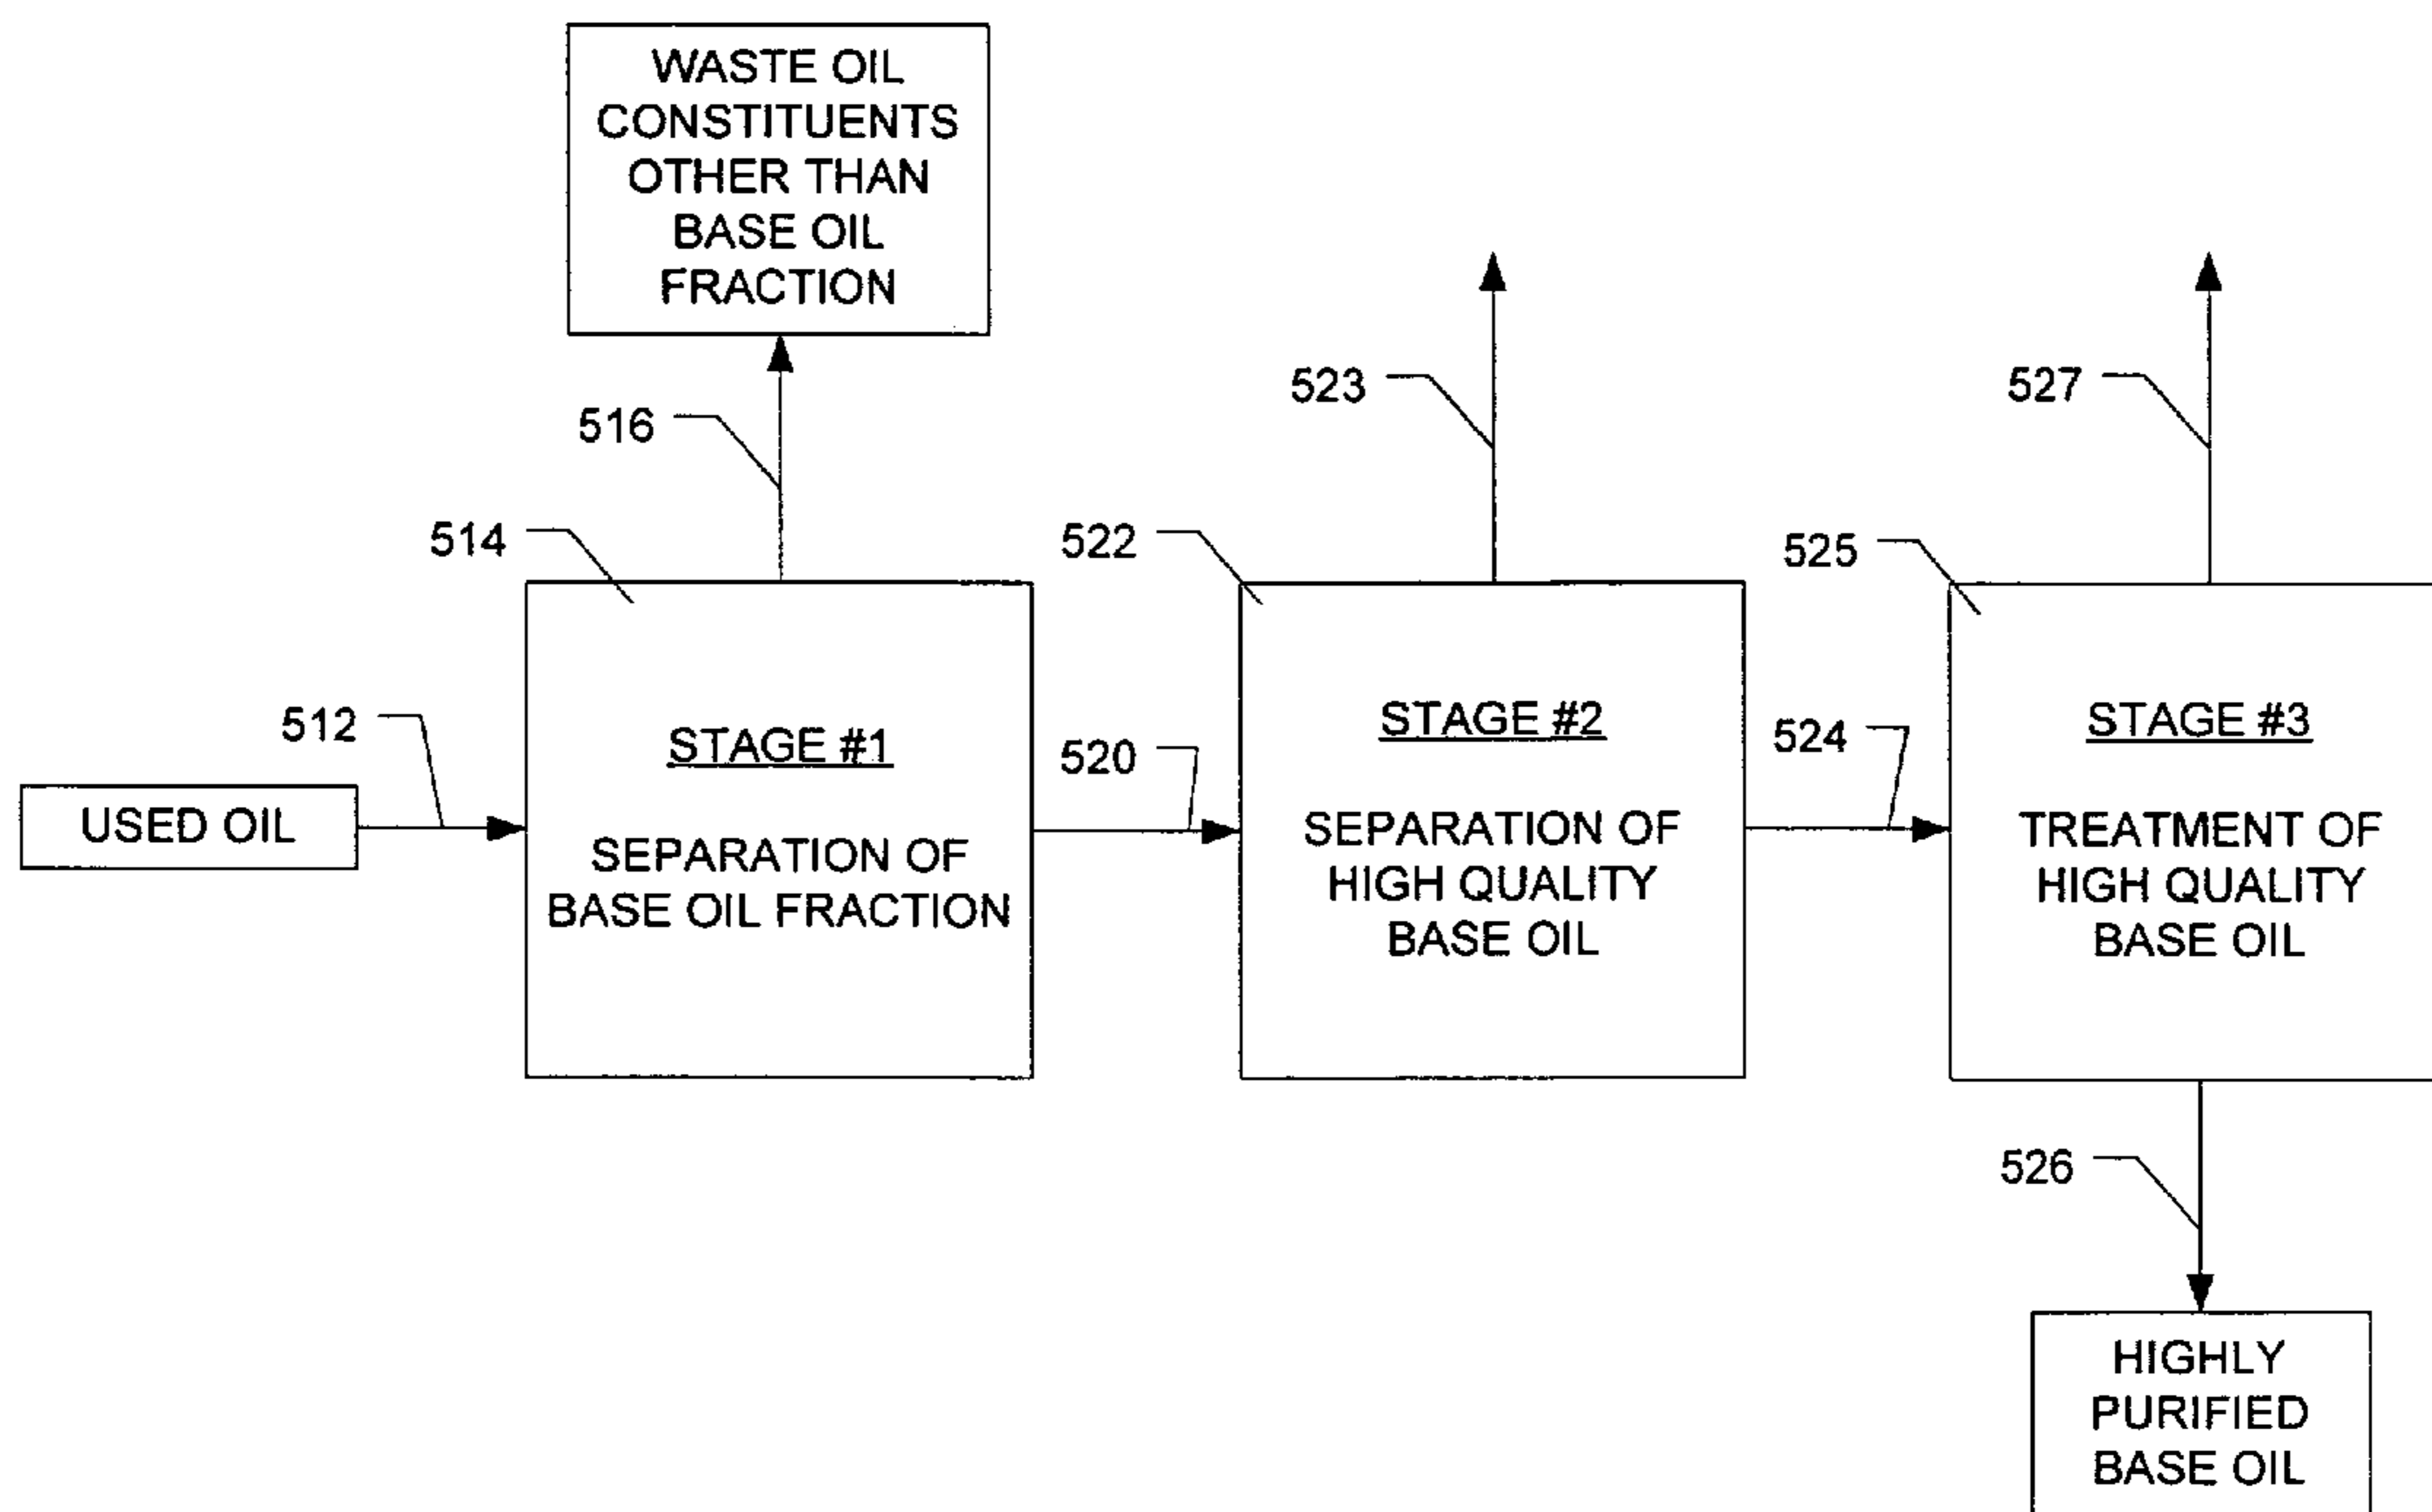 WASTE OIL
CONSTITUENTS
OTHER THAN
BASE OIL
FRACTION
523
527
516
514
522
525
512
USED OIL
STAGE #1
SEPARATION OF
BASE OIL FRACTION
520
STAGE #2
SEPARATION OF
HIGH QUALITY
BASE OIL
524
STAGE #3
TREATMENT OF
HIGH QUALITY
BASE OIL
526
HIGHLY
PURIFIED
BASE OIL